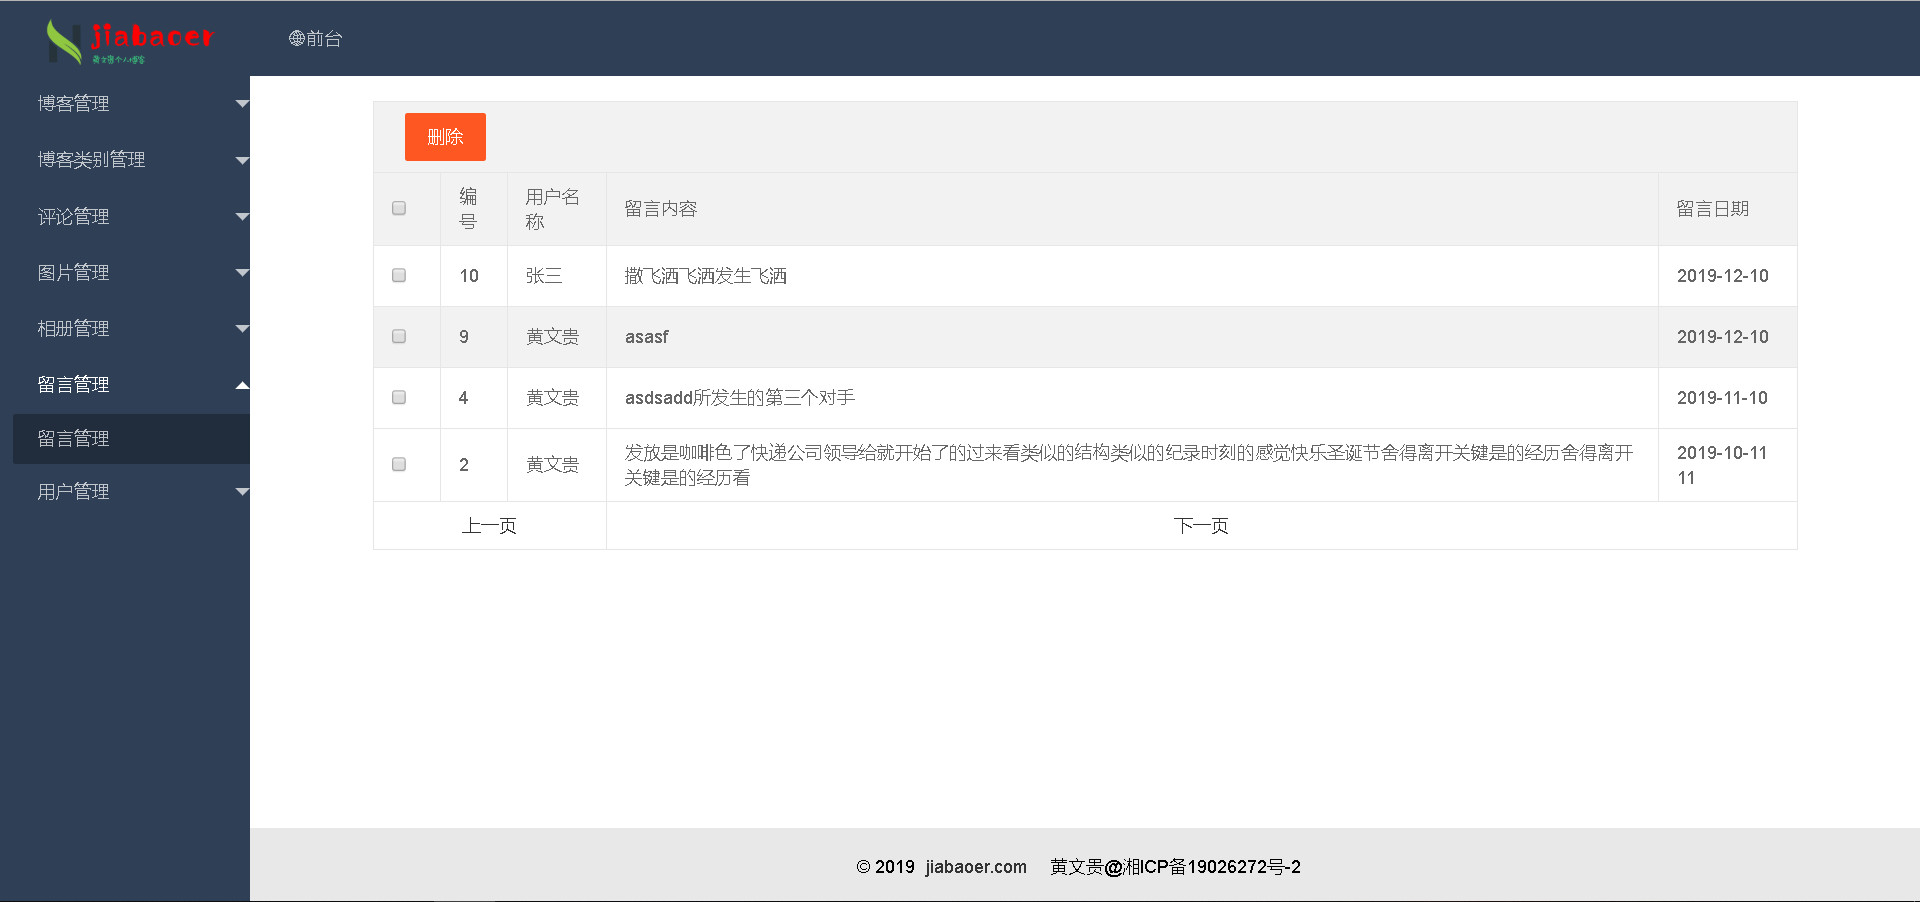 jiabaoer
黄文贵个人博客
前台
博客管理
博客类别管理
评论管理
图片管理
相册管理
留言管理
留言管理
用户管理
删除
编
号
用户名
称
留言内容
留言日期
10 张三 撒飞洒飞洒发生飞洒 2019-12-10
9 黄文贵 asasf 2019-12-10
4 黄文贵 asdsadd所发生的第三个对手 2019-11-10
2 黄文贵 发放是咖啡色了快递公司领导给就开始了的过来看类似的结构类似的纪录时刻的感觉快乐圣诞节舍得离开关键是的经历舍得离开
关键是的经历看
2019-10-11
11
上一页 下一页
© 2019 jiabaoer.com 黄文贵@湘ICP备19026272号-2